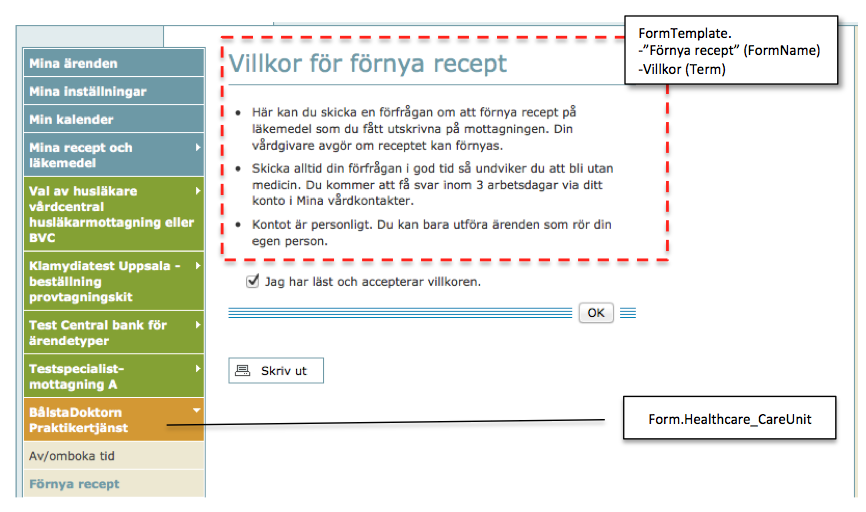 FormTemplate.
-"Förnya recept" (FormName)
-Villkor (Term)
Mina ärenden
Mina inställningar
Min kalender
Mina recept och
läkemedel
Val av husläkare
vårdcentral
husläkarmottagning eller
BVC
Klamydiatest Uppsala -
beställning
provtagningskit
Test Central bank för
ärendetyper
Testspecialist-
mottagning A
BålstaDoktorn
Praktikertjänst
Av/omboka tid
Förnya recept
Villkor för förnya recept
• Här kan du skicka en förfrågan om att förnya recept på
läkemedel som du fått utskrivna på mottagningen. Din
vårdgivare avgör om receptet kan förnyas.
• Skicka alltid din förfrågan i god tid så undviker du att bli utan
medicin. Du kommer att få svar inom 3 arbetsdagar via ditt
konto i Mina vårdkontakter.
• Kontot är personligt. Du kan bara utföra ärenden som rör din
egen person.
Jag har läst och accepterar villkoren.
OK
Skriv ut
Form.Healthcare_CareUnit